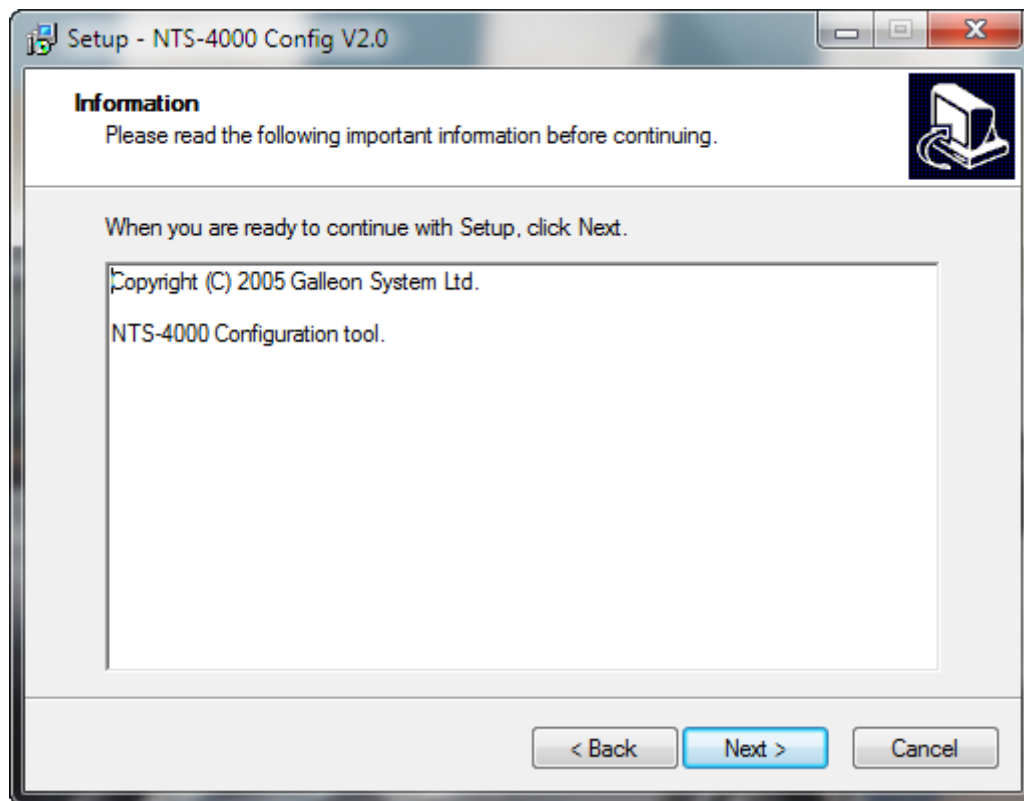 Setup - NTS-4000 Config V2.0
Information
Please read the following important information before continuing.
When you are ready to continue with Setup, click Next.
Copyright (C) 2005 Galleon System Ltd.
NTS-4000 Configuration tool.
< Back
Next >
Cancel